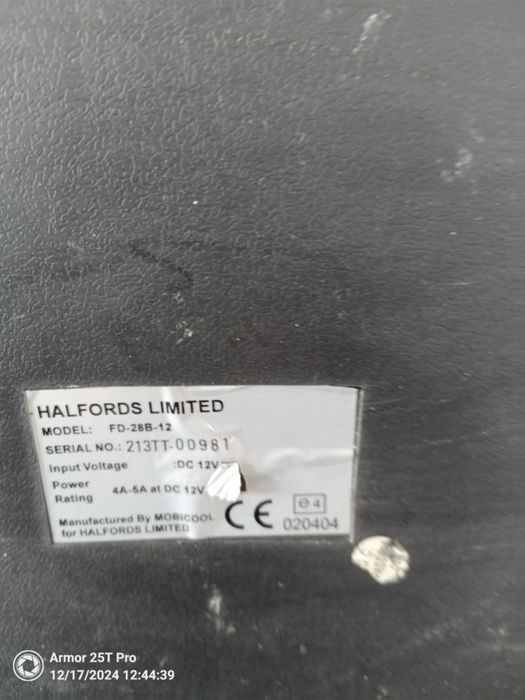 HALFORDS LIMITED
MODEL: FD-28B-12
SERIAL NO.: 213TT-00981
Input Voltage :DC 12V
Power
Rating 4A-5A at DC 12V
Manufactured By MOBICOOL
for HALFORDS LIMITED
CE
e4
020404
Armor 25T Pro
12/17/2024 12:44:39